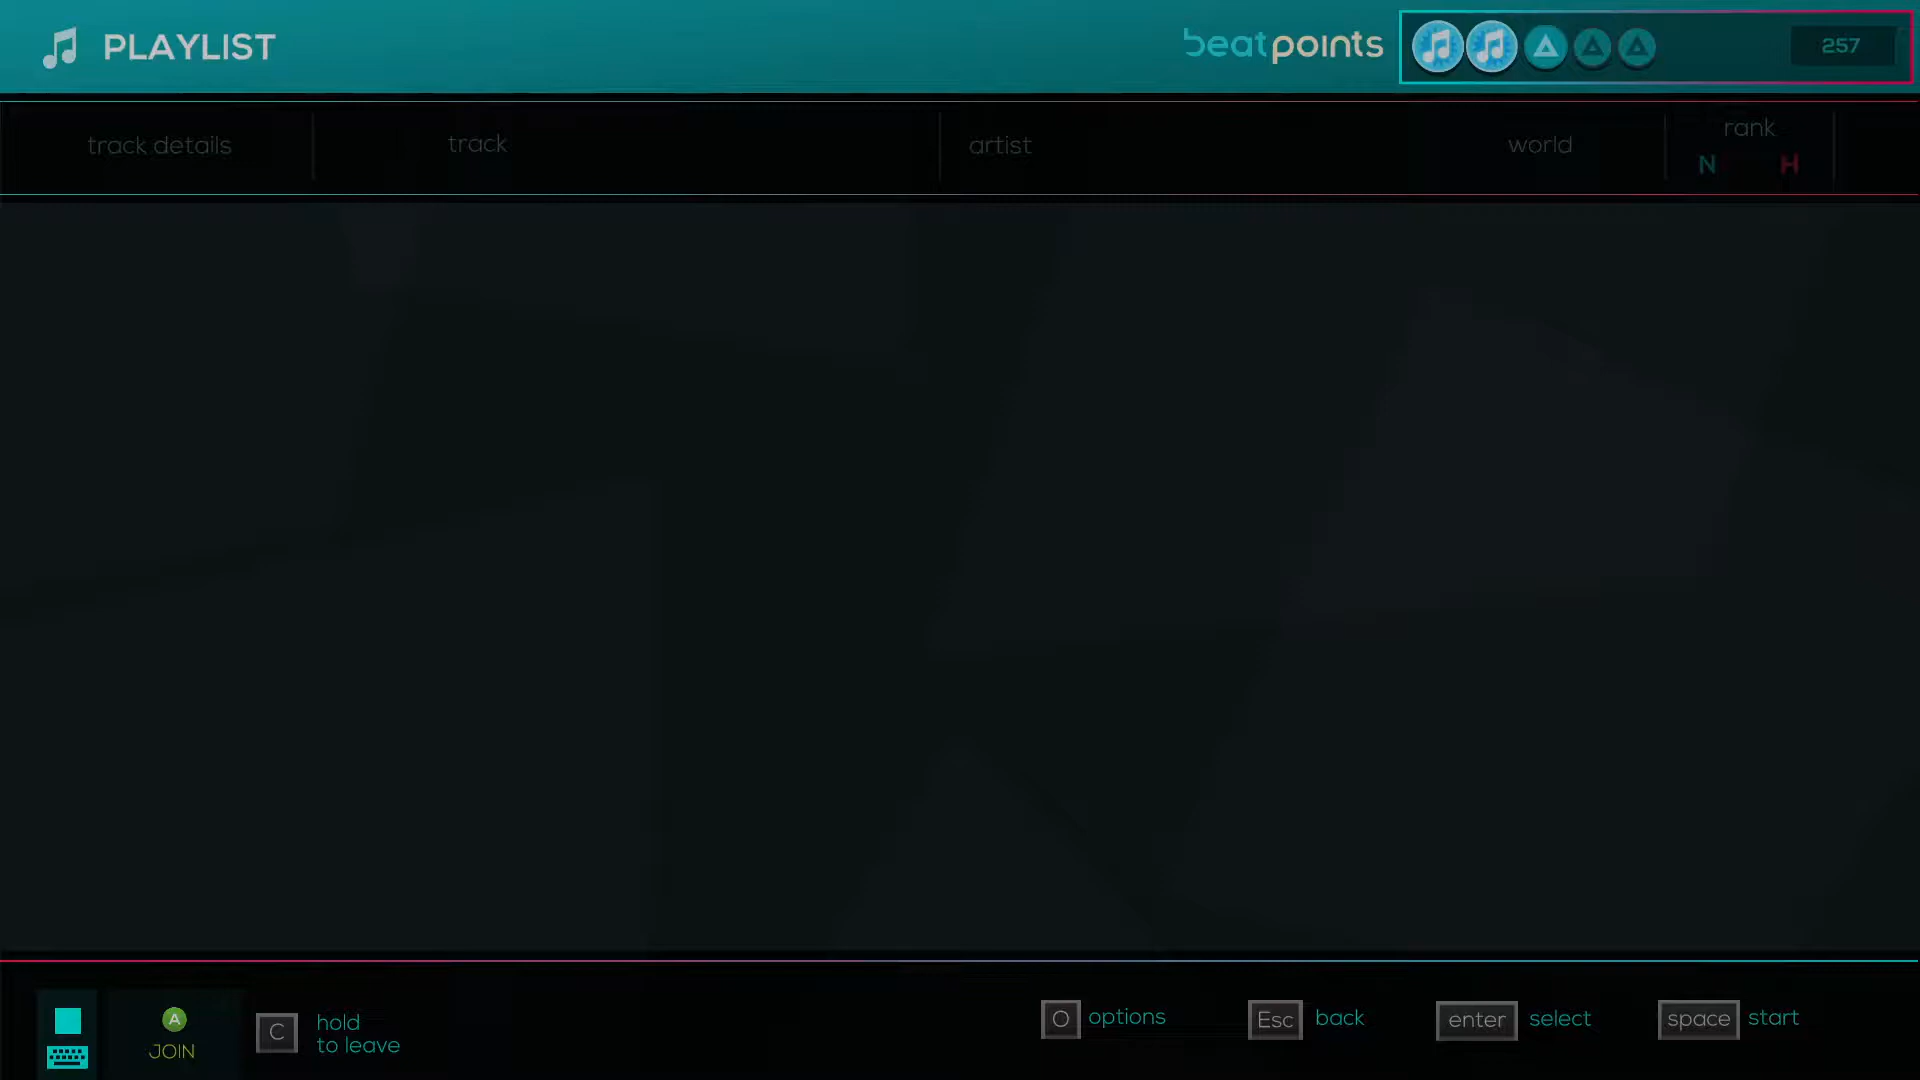 PLAYLIST
beatpoints
257
track details
track
artist
world
rank
N
H
A
JOIN
C
hold
to leave
O
options
Esc
back
enter
select
space
start